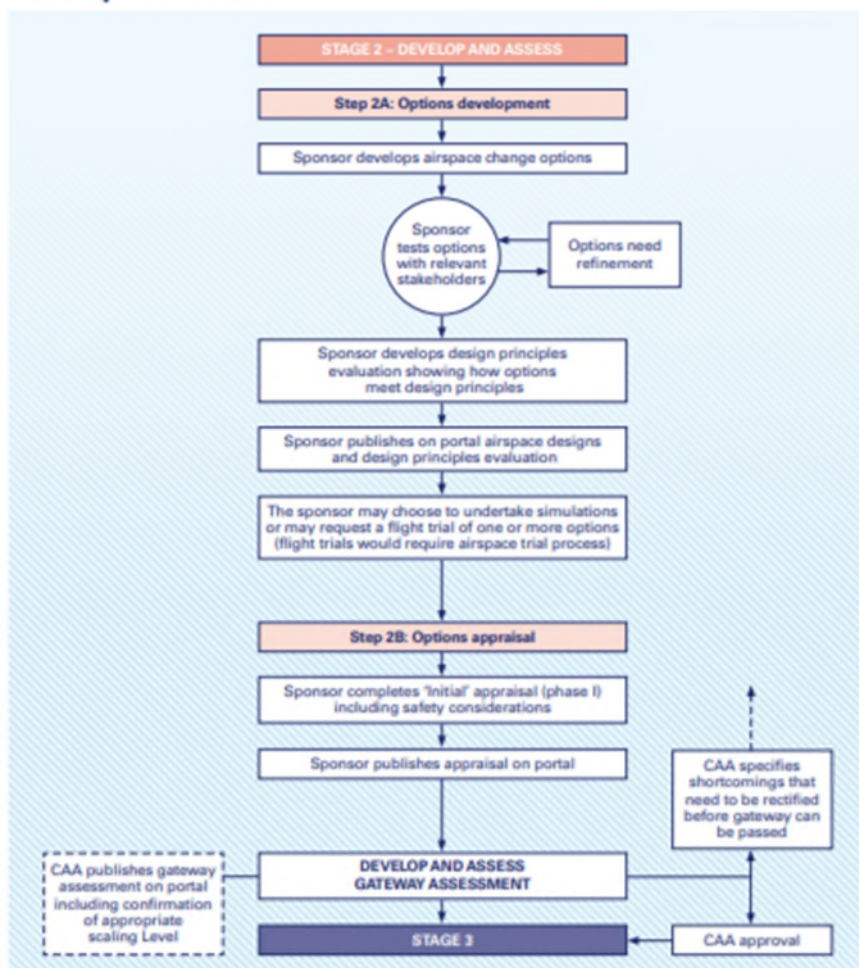 STAGE 2 – DEVELOP AND ASSESS
Step 2A: Options development
Sponsor develops airspace change options
Sponsor
tests options
with relevant
stakeholders
Options need
refinement
Sponsor develops design principles
evaluation showing how options
meet design principles
Sponsor publishes on portal airspace designs
and design principles evaluation
The sponsor may choose to undertake simulations
or may request a flight trial of one or more options
(flight trials would require airspace trial process)
Step 2B: Options appraisal
Sponsor completes 'Initial' appraisal (phase I)
including safety considerations
Sponsor publishes appraisal on portal
CAA specifies
shortcomings that
need to be rectified
before gateway can
be passed
CAA publishes gateway
assessment on portal
including confirmation
of appropriate
scaling Level
DEVELOP AND ASSESS
GATEWAY ASSESSMENT
STAGE 3
CAA approval